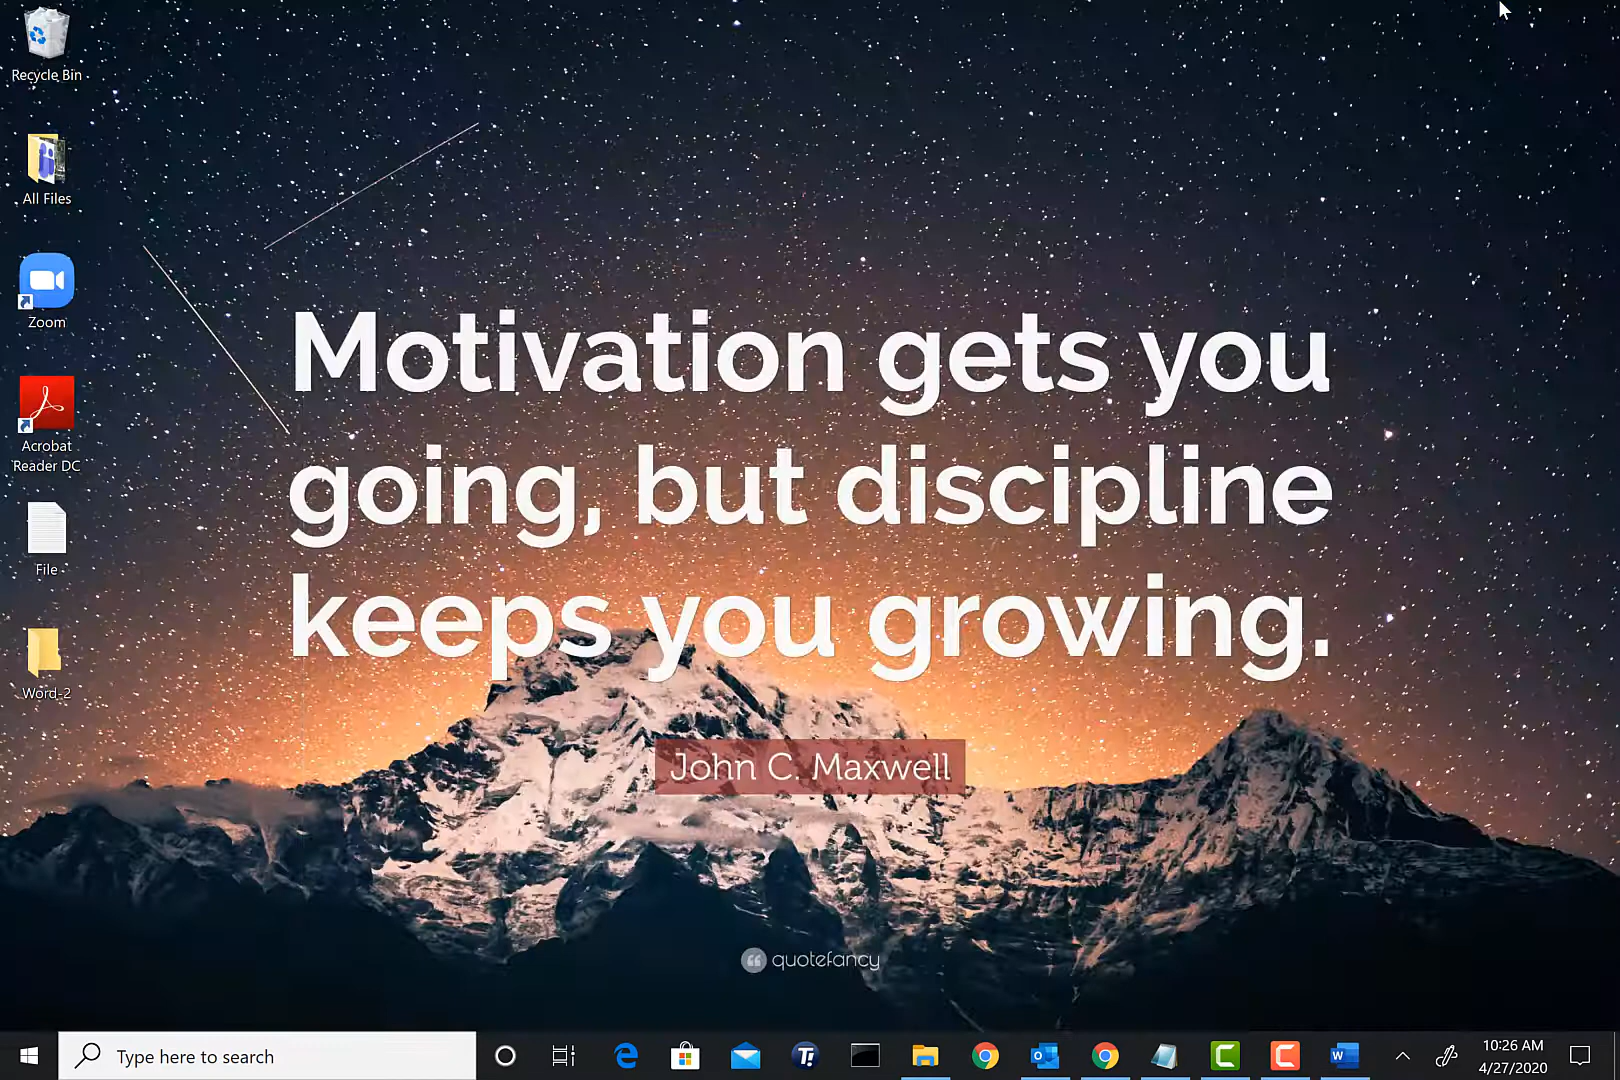 Recycle Bin
All Files
Zoom
Acrobat
Reader DC
File
Word-2
Motivation gets you
going, but discipline
keeps you growing.
John C. Maxwell
quotefancy
Type here to search
10:26 AM
4/27/2020